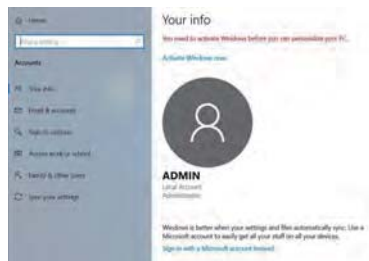 Home
Find a setting
Accounts
Your info
Email & accounts
Sign-in options
Access work or school
Family & other users
Sync your settings
Your info
You need to activate Windows before you can personalize your PC.
Activate Windows now.
ADMIN
Local Account
Administrator
Windows is better when your settings and files automatically sync. Use a
Microsoft account to easily get all your stuff on all your devices.
Sign in with a Microsoft account instead